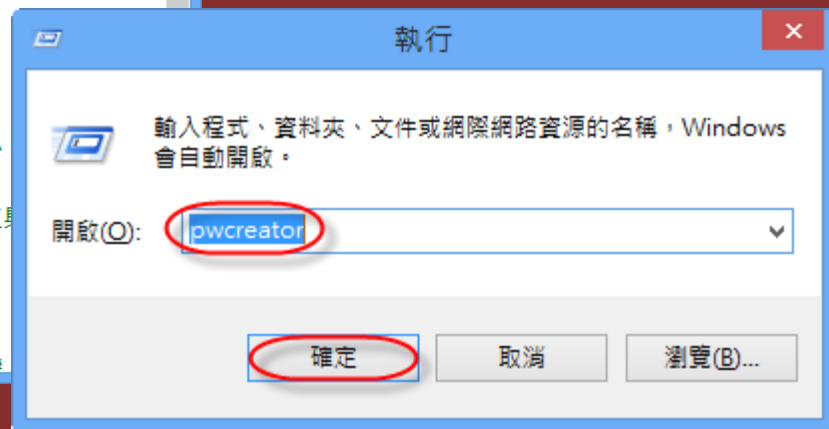 執行
輸入程式、資料夾、文件或網際網路資源的名稱，Windows
會自動開啟。
開啟(O):
pwcreator
確定
取消
瀏覽(B)...